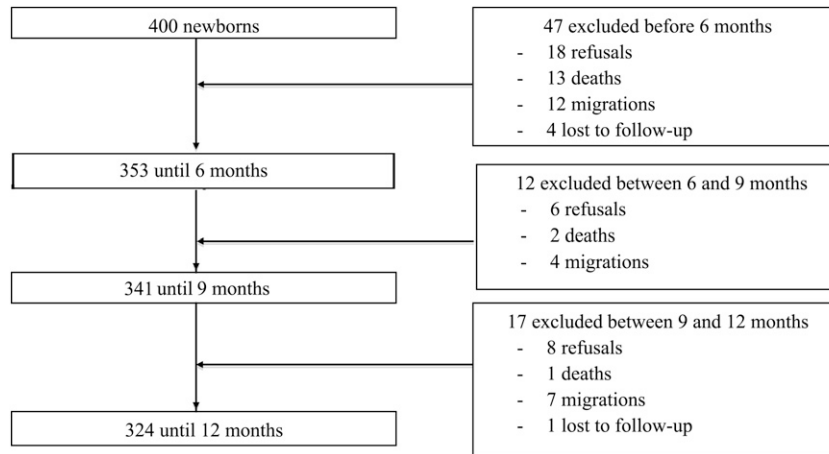 400 newborns
47 excluded before 6 months
- 18 refusals
- 13 deaths
- 12 migrations
- 4 lost to follow-up
353 until 6 months
12 excluded between 6 and 9 months
- 6 refusals
- 2 deaths
- 4 migrations
341 until 9 months
17 excluded between 9 and 12 months
- 8 refusals
- 1 deaths
- 7 migrations
- 1 lost to follow-up
324 until 12 months